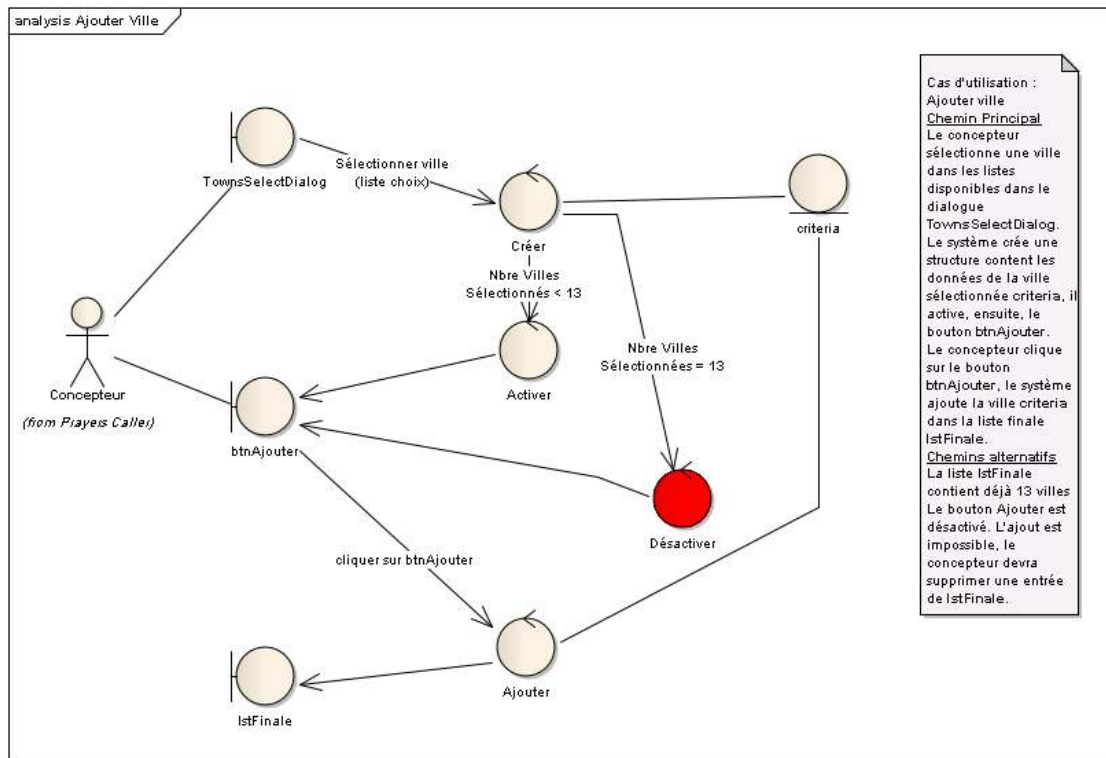 analysis Ajouter Ville
TownsSelectDialog
Sélectionner ville
(liste choix)
Créer
criteria
Nbre Villes
Sélectionnés < 13
Nbre Villes
Sélectionnées = 13
Activer
Concepteur
(from Prayers Caller)
btnAjouter
Désactiver
cliquer sur btnAjouter
Ajouter
lstFinale
Cas d'utilisation :
Ajouter ville
Chemin Principal
Le concepteur
sélectionne une ville
dans les listes
disponibles dans le
dialogue
TownsSelectDialog.
Le système crée une
structure content les
données de la ville
sélectionnée criteria, il
active, ensuite, le
bouton btnAjouter.
Le concepteur clique
sur le bouton
btnAjouter, le système
ajoute la ville criteria
dans la liste finale
lstFinale.
Chemins alternatifs
La liste lstFinale
contient déjà 13 villes
Le bouton Ajouter est
désactivé. L'ajout est
impossible, le
concepteur devra
supprimer une entrée
de lstFinale.